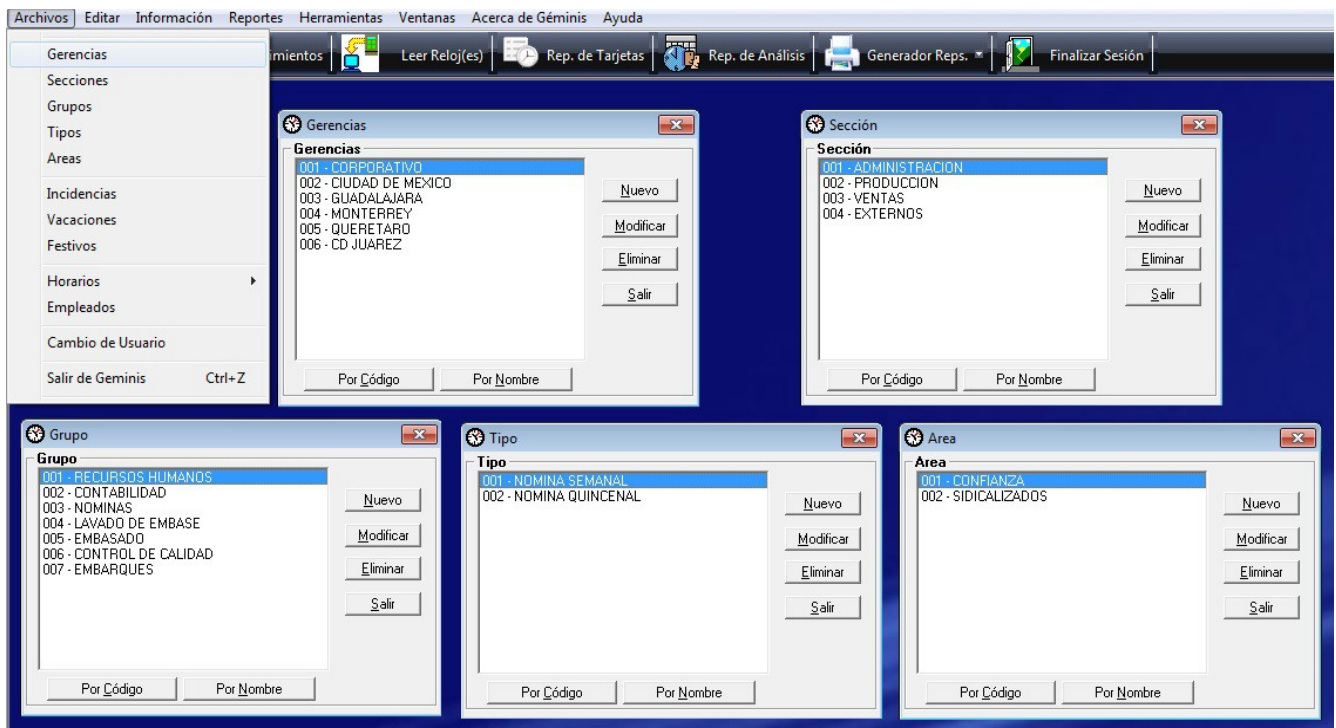 Archivos Editar Información Reportes Herramientas Ventanas Acerca de Géminis Ayuda
imientos Leer Reloj(es) Rep. de Tarjetas Rep. de Análisis Generador Reps. Finalizar Sesión
Gerencias
Secciones
Grupos
Tipos
Areas
Incidencias
Vacaciones
Festivos
Horarios
Empleados
Cambio de Usuario
Salir de Geminis Ctrl+Z
Gerencias
Gerencias
001 - CORPORATIVO
002 - CIUDAD DE MEXICO
003 - GUADALAJARA
004 - MONTERREY
005 - QUERETARO
006 - CD JUAREZ
Nuevo
Modificar
Eliminar
Salir
Por Código Por Nombre
Sección
Sección
001 - ADMINISTRACION
002 - PRODUCCION
003 - VENTAS
004 - EXTERNOS
Nuevo
Modificar
Eliminar
Salir
Por Código Por Nombre
Grupo
Grupo
001 - RECURSOS HUMANOS
002 - CONTABILIDAD
003 - NOMINAS
004 - LAVADO DE EMBASE
005 - EMBASADO
006 - CONTROL DE CALIDAD
007 - EMBARQUES
Nuevo
Modificar
Eliminar
Salir
Por Código Por Nombre
Tipo
Tipo
001 - NOMINA SEMANAL
002 - NOMINA QUINCENAL
Nuevo
Modificar
Eliminar
Salir
Por Código Por Nombre
Area
Area
001 - CONFIANZA
002 - SIDICALIZADOS
Nuevo
Modificar
Eliminar
Salir
Por Código Por Nombre